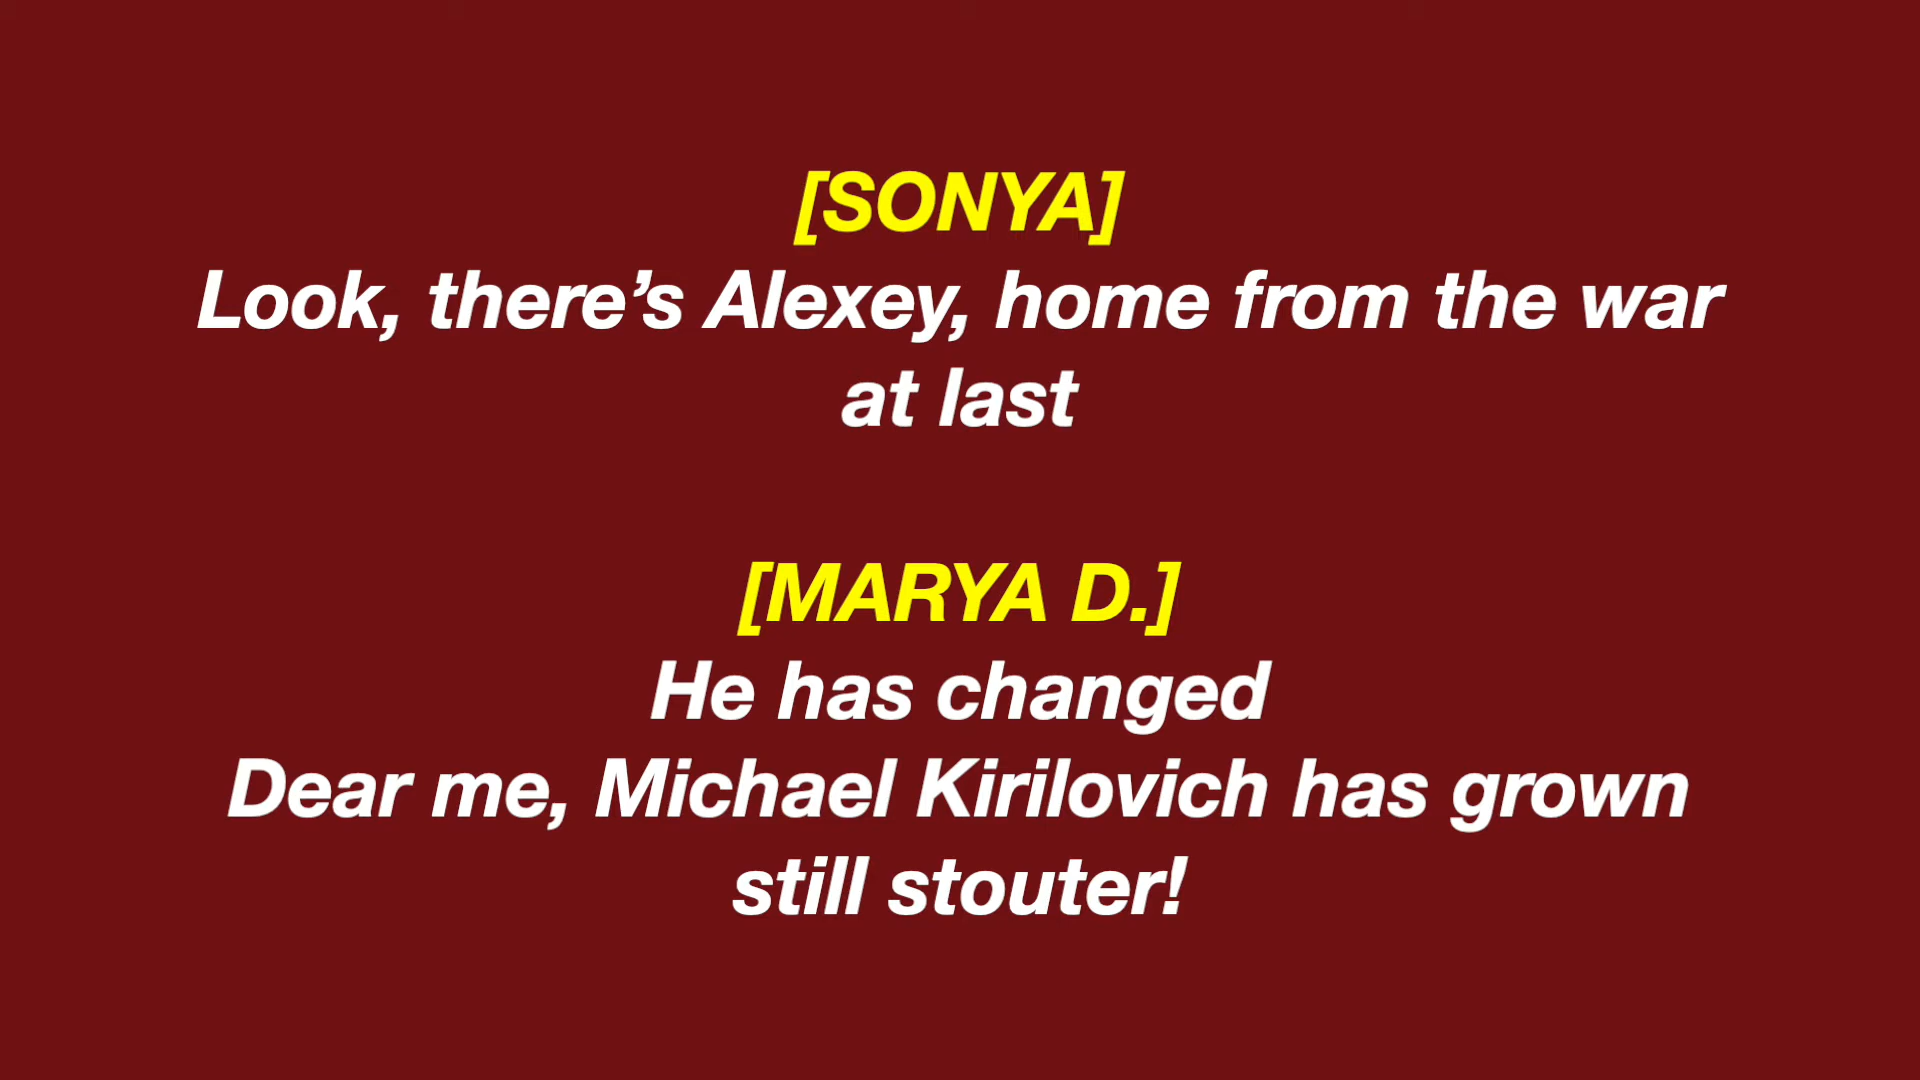 [SONYA]
Look, there’s Alexey, home from the war
at last
[MARYA D.]
He has changed
Dear me, Michael Kirilovich has grown
still stouter!